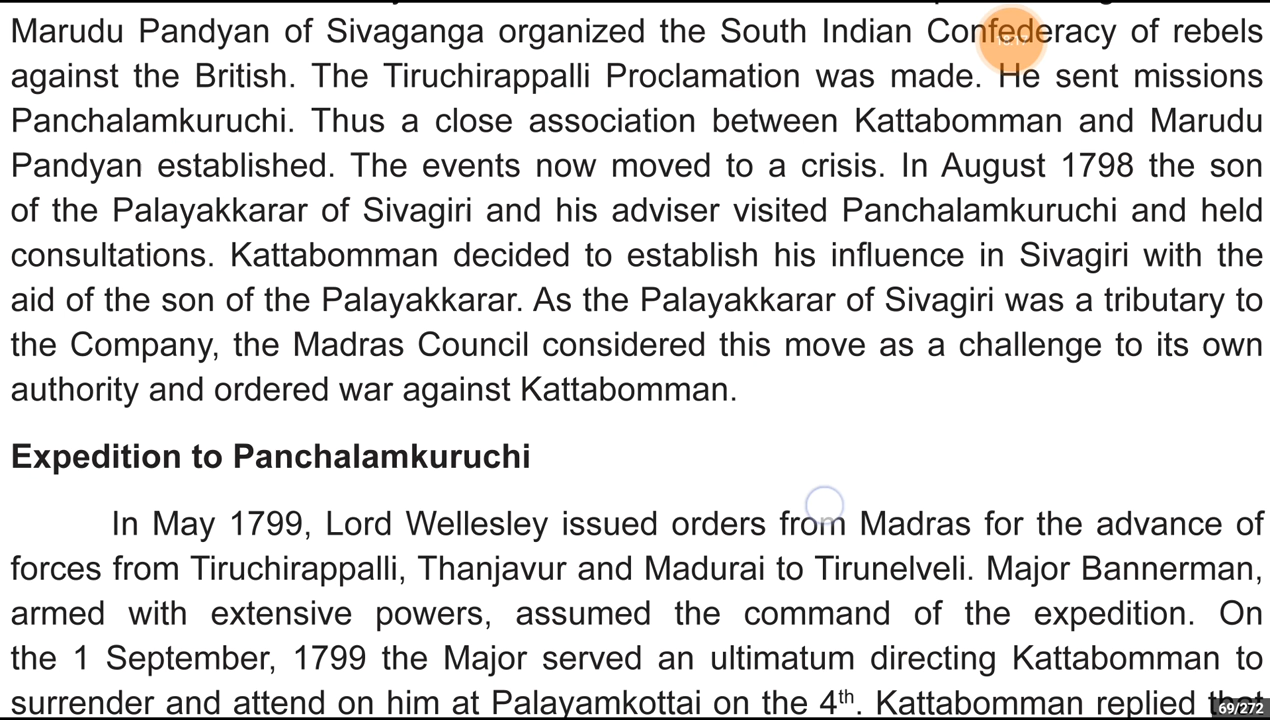 Marudu Pandyan of Sivaganga organized the South Indian Confederacy of rebels
against the British. The Tiruchirappalli Proclamation was made. He sent missions
Panchalamkuruchi. Thus a close association between Kattabomman and Marudu
Pandyan established. The events now moved to a crisis. In August 1798 the son
of the Palayakkarar of Sivagiri and his adviser visited Panchalamkuruchi and held
consultations. Kattabomman decided to establish his influence in Sivagiri with the
aid of the son of the Palayakkarar. As the Palayakkarar of Sivagiri was a tributary to
the Company, the Madras Council considered this move as a challenge to its own
authority and ordered war against Kattabomman.
Expedition to Panchalamkuruchi
In May 1799, Lord Wellesley issued orders from Madras for the advance of
forces from Tiruchirappalli, Thanjavur and Madurai to Tirunelveli. Major Bannerman,
armed with extensive powers, assumed the command of the expedition. On
the 1 September, 1799 the Major served an ultimatum directing Kattabomman to
surrender and attend on him at Palayamkottai on the 4th. Kattabomman replied that
69/272